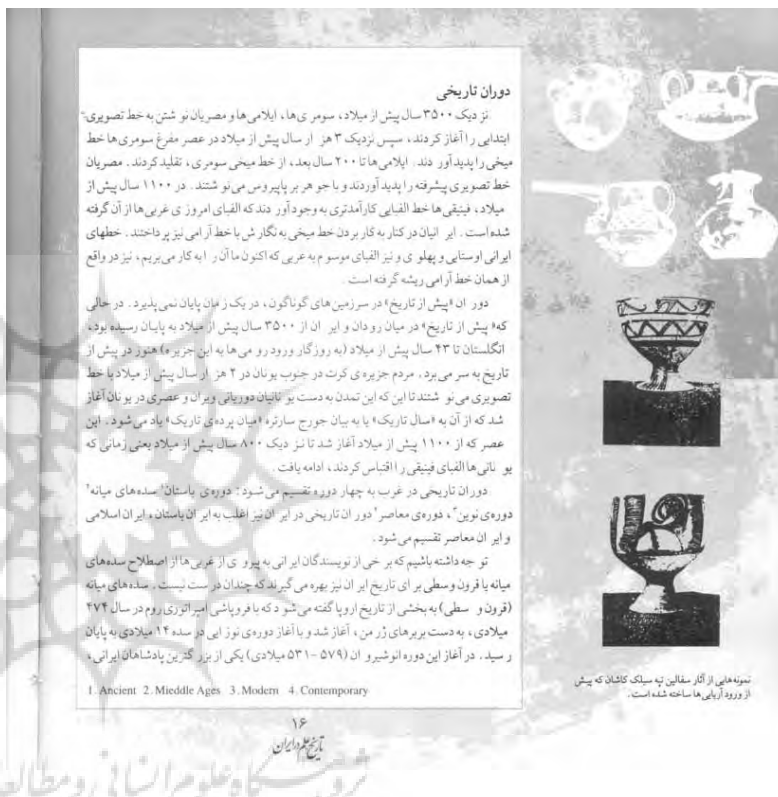 دوران تاریخی
نزدیک ۳۵۰۰ سال پیش از میلاد، سومری‌ها، ایلامی‌ها و مصریان نوشتن به خط تصویری
ابتدایی را آغاز کردند، سپس نزدیک ۳ هزار سال پیش از میلاد در عصر مفرغ سومری‌ها خط
میخی را پدید آوردند. ایلامی‌ها تا ۲۰۰ سال بعد، از خط میخی سومری، تقلید کردند. مصریان
خط تصویری پیشرفته را پدید آوردند و با جوهر بر پاپیروس می‌نوشتند. در ۱۱۰۰ سال پیش از
میلاد، فینیقی‌ها خط الفبایی کارآمدتری به وجود آوردند که الفبای امروزی غربی‌ها از آن گرفته
شده است. ایرانیان در کنار به کار بردن خط میخی به نگارش با خط آرامی نیز پرداختند. خطهای
ایرانی اوستایی و پهلوی و نیز الفبای موسوم به عربی که اکنون ما آن را به کار می‌بریم، نیز در واقع
از همان خط آرامی ریشه گرفته است.
دوران «پیش از تاریخ» در سرزمین‌های گوناگون، در یک زمان پایان نمی‌پذیرد. در حالی
که «پیش از تاریخ» در میان رودان و ایران از ۳۵۰۰ سال پیش از میلاد به پایان رسیده بود،
انگلستان تا ۴۳ سال پیش از میلاد (به روزگار ورود رومی‌ها به این جزیره) هنوز در پیش از
تاریخ به سر می‌برد. مردم جزیره‌ی کرت در جنوب یونان در ۲ هزار سال پیش از میلاد با خط
تصویری می‌نوشتند تا این که این تمدن به دست یونانیان دوریانی ویران و عصری در یونان آغاز
شد که از آن به «سال تاریک» یا به بیان جورج سارتره «میان پرده‌ی تاریک» یاد می‌شود. این
عصر که از ۱۱۰۰ پیش از میلاد آغاز شد تا نزدیک ۸۰۰ سال پیش از میلاد یعنی زمانی که
یونانی‌ها الفبای فینیقی را اقتباس کردند، ادامه یافت.
دوران تاریخی در غرب به چهار دوره تقسیم می‌شود: دوره‌ی باستان۱ سده‌های میانه۲
دوره‌ی نوین۳، دوره‌ی معاصر۴ دوران تاریخی در ایران نیز اغلب به ایران باستان، ایران اسلامی
و ایران معاصر تقسیم می‌شود.
توجه داشته باشیم که برخی از نویسندگان ایرانی به پیروی از غربی‌ها از اصطلاح سده‌های
میانه یا قرون وسطی برای تاریخ ایران نیز بهره می‌گیرند که چندان درست نیست. سده‌های میانه
(قرون وسطی) به بخشی از تاریخ اروپا گفته می‌شود که با فروپاشی امپراتوری روم در سال ۴۷۴
میلادی، به دست بربرهای ژرمن، آغاز شد و با آغاز دوره‌ی نوزایی در سده ۱۴ میلادی به پایان
رسید. در آغاز این دوره انوشیروان (۵۷۹-۵۳۱ میلادی) یکی از بزرگترین پادشاهان ایرانی،
1. Ancient 2. Mieddle Ages 3. Modern 4. Contemporary
نمونه‌هایی از آثار سفالین تپه سیلک کاشان که پیش
از ورود آریایی‌ها ساخته شده است.
۱۶
تاریخ علم در ایران
پژوهشگاه علوم انسانی و مطالعا